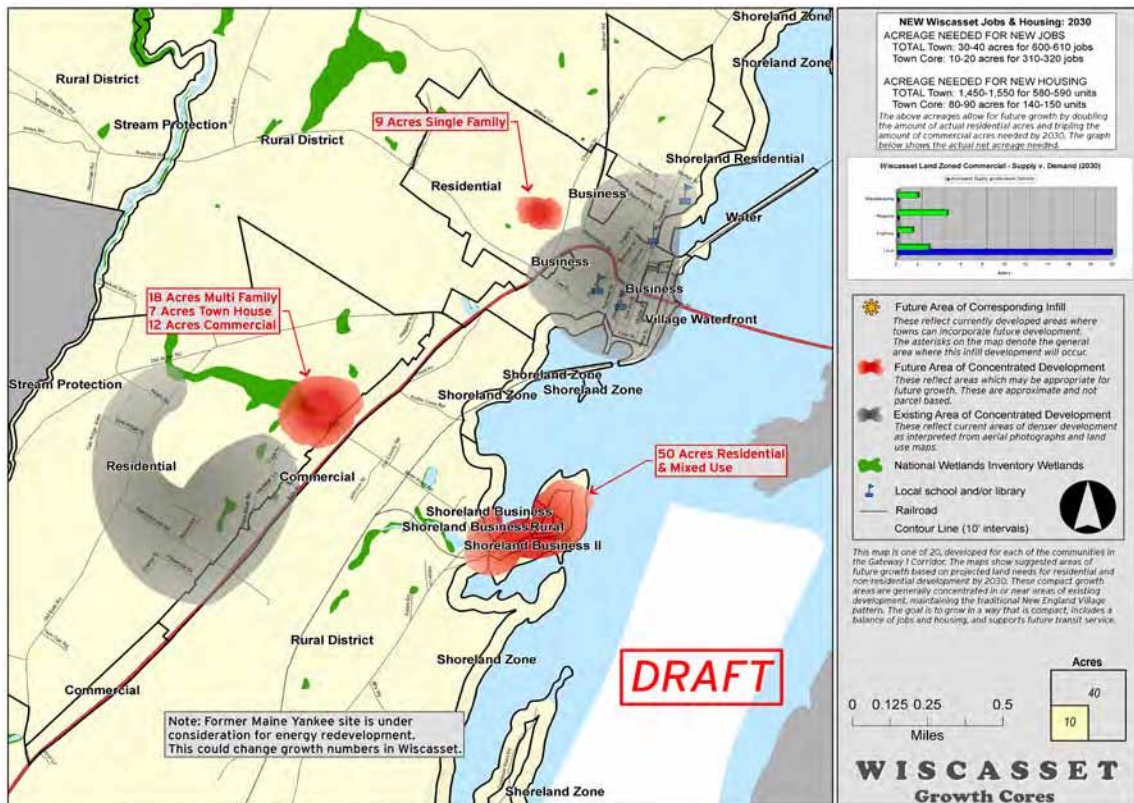 Shoreland Zone
Shoreland Zone
Rural District
Stream Protection
Rural District
9 Acres Single Family
Shoreland Residential
Residential
Business
Water
Business
Business
Village Waterfront
18 Acres Multi Family
7 Acres Town House
12 Acres Commercial
Stream Protection
Shoreland Zone
Shoreland Zone
Shoreland Zone
Residential
Commercial
50 Acres Residential
& Mixed Use
Shoreland Business
Shoreland Business Rural
Shoreland Business II
Rural District
Shoreland Zone
Commercial
DRAFT
Note: Former Maine Yankee site is under
consideration for energy redevelopment.
This could change growth numbers in Wiscasset.
Shoreland Zone
NEW Wiscasset Jobs & Housing: 2030
ACREAGE NEEDED FOR NEW JOBS
TOTAL Town: 30-40 acres for 600-610 jobs
Town Core: 10-20 acres for 310-320 jobs
ACREAGE NEEDED FOR NEW HOUSING
TOTAL Town: 1,450-1,550 for 580-590 units
Town Core: 80-90 acres for 140-150 units
The above acreages allow for future growth by doubling
the amount of actual residential acres and tripling the
amount of commercial acres needed by 2030. The graph
below shows the actual net acreage needed.
Wiscasset Land Zoned Commercial - Supply v. Demand (2030)
Future Area of Corresponding Infill
These reflect currently developed areas where
towns can incorporate future development.
The asterisks on the map denote the general
area where this infill development will occur.
Future Area of Concentrated Development
These reflect areas which may be appropriate for
future growth. These are approximate and not
parcel based.
Existing Area of Concentrated Development
These reflect current areas of denser development
as interpreted from aerial photographs and land
use maps.
National Wetlands Inventory Wetlands
Local school and/or library
Railroad
Contour Line (10' intervals)
This map is one of 20, developed for each of the communities in
the Gateway 1 Corridor. The maps show suggested areas of
future growth based on projected land needs for residential and
non-residential development by 2030. These compact growth
areas are generally concentrated in or near areas of existing
development, maintaining the traditional New England Village
pattern. The goal is to grow in a way that is compact, includes a
balance of jobs and housing, and supports future transit service.
Acres
40
10
0 0.125 0.25 0.5
Miles
WISCASSET
Growth Cores